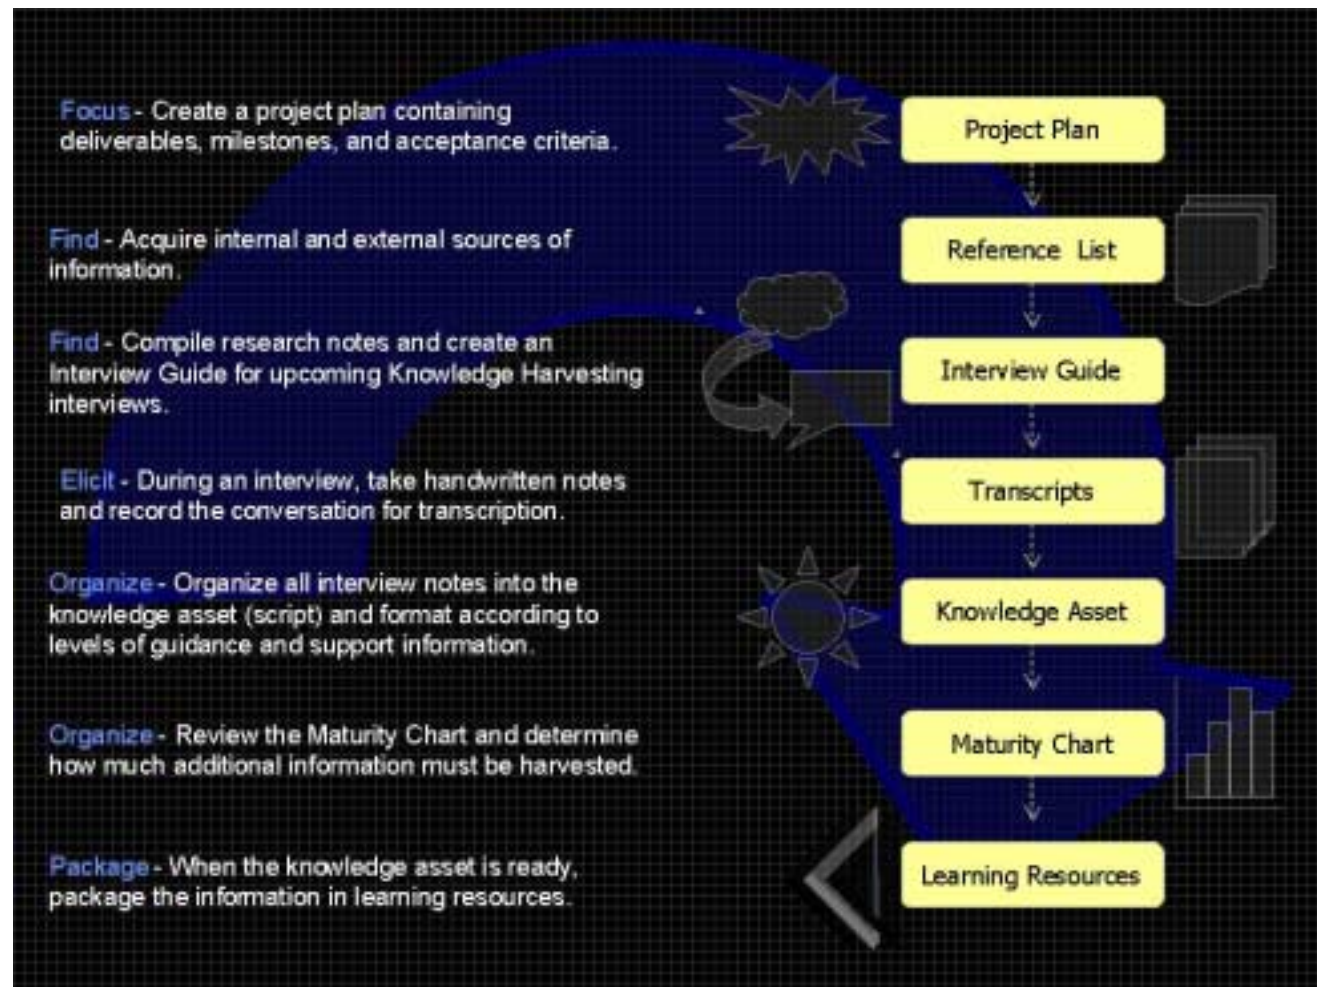 Focus - Create a project plan containing
deliverables, milestones, and acceptance criteria.
Project Plan
Find - Acquire internal and external sources of
information.
Reference List
Find - Compile research notes and create an
Interview Guide for upcoming Knowledge Harvesting
interviews.
Interview Guide
Elicit - During an interview, take handwritten notes
and record the conversation for transcription.
Transcripts
Organize - Organize all interview notes into the
knowledge asset (script) and format according to
levels of guidance and support information.
Knowledge Asset
Organize - Review the Maturity Chart and determine
how much additional information must be harvested.
Maturity Chart
Package - When the knowledge asset is ready,
package the information in learning resources.
Learning Resources